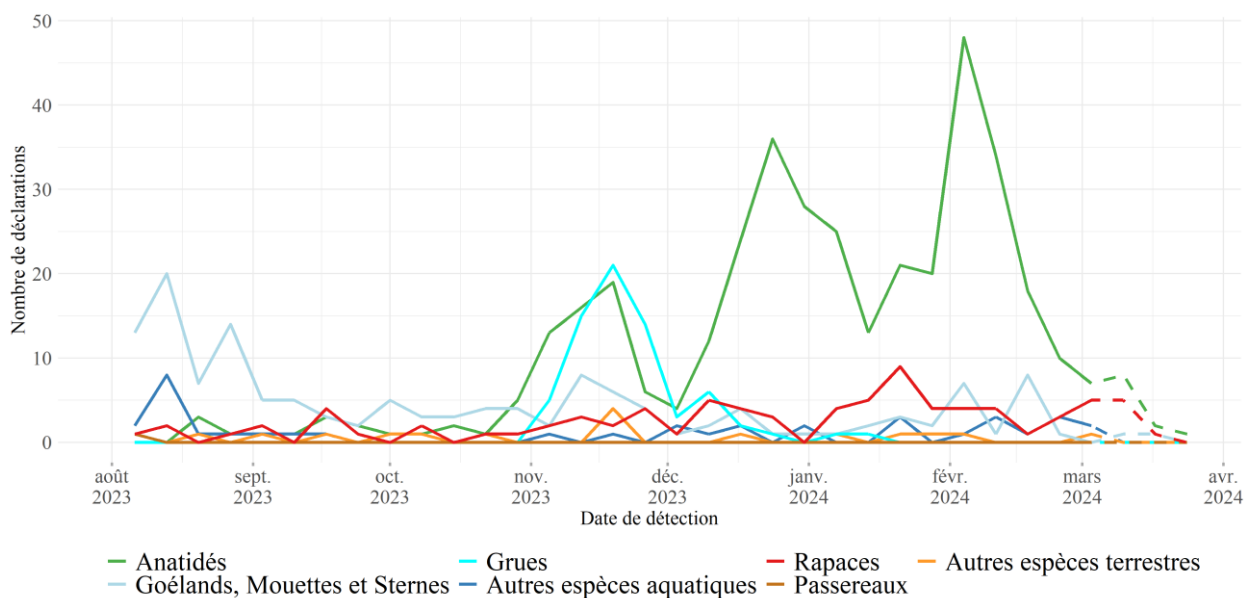 Nombre de déclarations
50
40
30
20
10
0
août sept. oct. nov. déc. janv. févr. mars avr.
2023 2023 2023 2023 2023 2024 2024 2024 2024
Date de détection
Anatidés Grues Rapaces Autres espèces terrestres
Goélands, Mouettes et Sternes Autres espèces aquatiques Passereaux